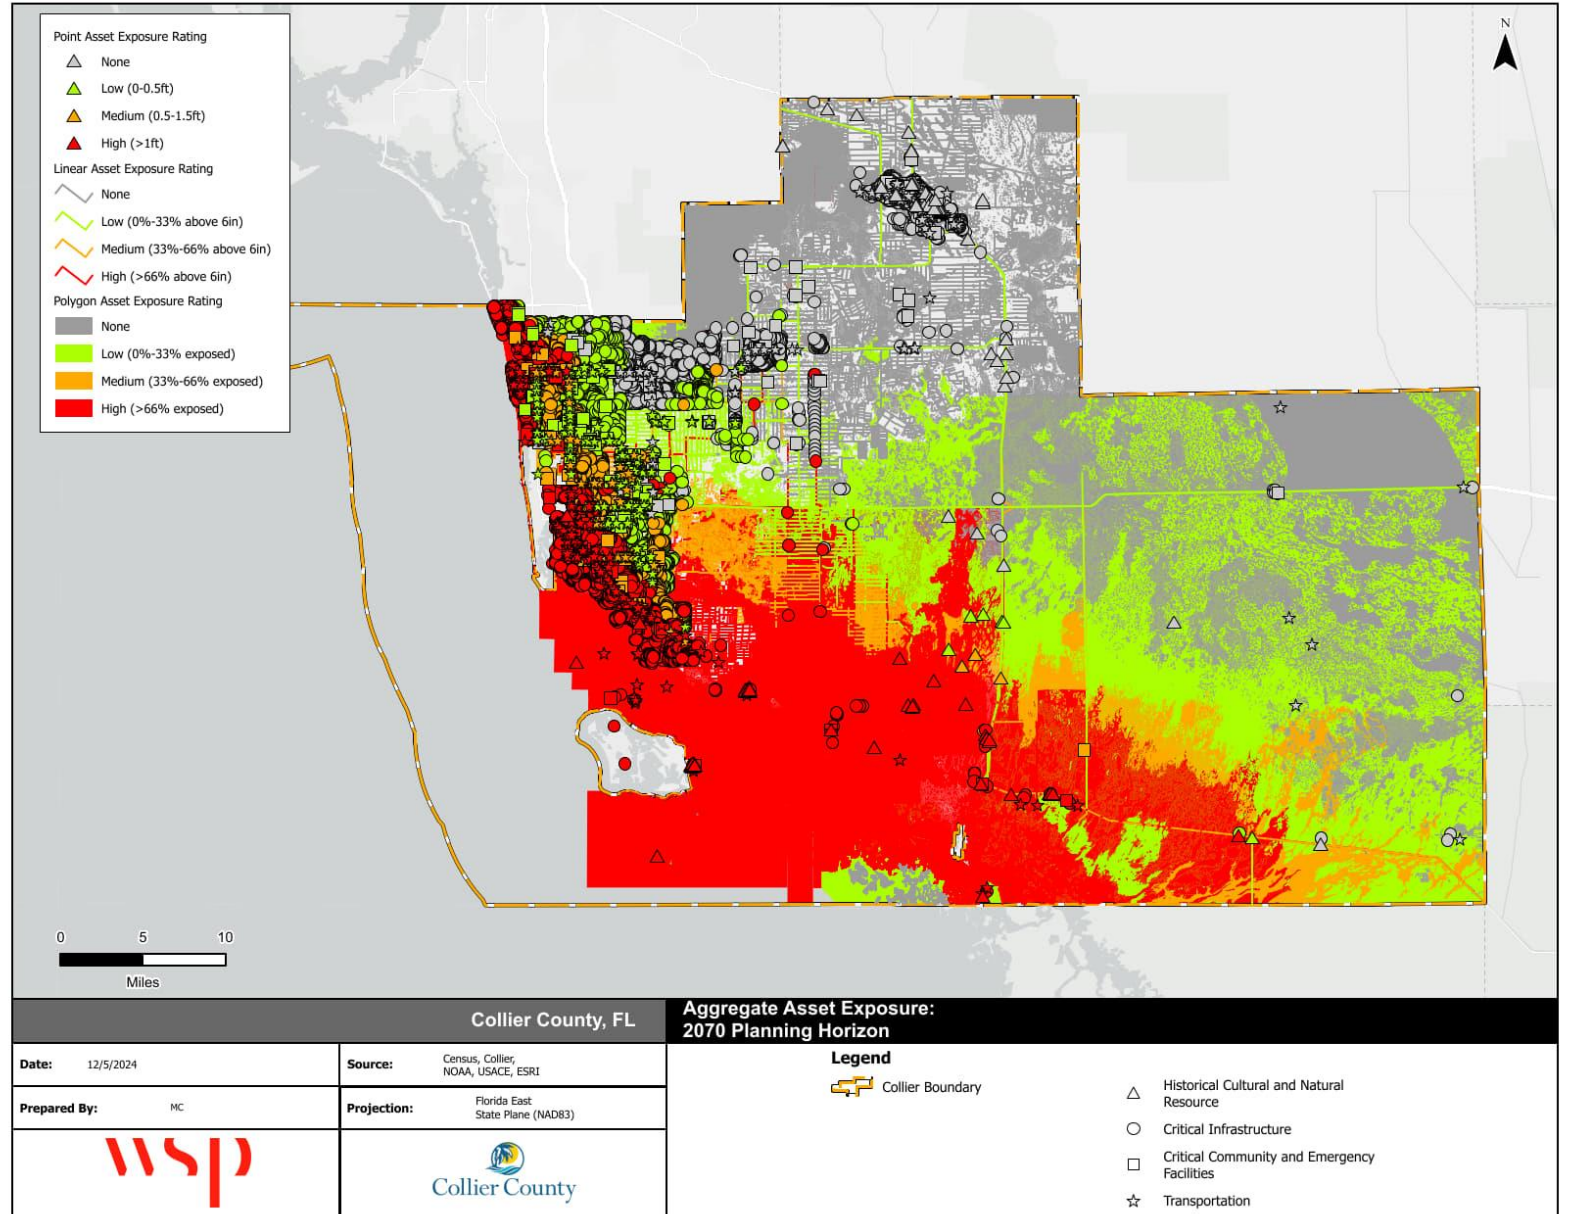 Point Asset Exposure Rating
None
Low (0-0.5ft)
Medium (0.5-1.5ft)
High (>1ft)
Linear Asset Exposure Rating
None
Low (0%-33% above 6in)
Medium (33%-66% above 6in)
High (>66% above 6in)
Polygon Asset Exposure Rating
None
Low (0%-33% exposed)
Medium (33%-66% exposed)
High (>66% exposed)
N
0 5 10
Miles
Collier County, FL
Aggregate Asset Exposure:
2070 Planning Horizon
Date: 12/5/2024
Source: Census, Collier,
NOAA, USACE, ESRI
Prepared By: MC
Projection: Florida East
State Plane (NAD83)
wsp
Collier County
Legend
Collier Boundary
Historical Cultural and Natural
Resource
Critical Infrastructure
Critical Community and Emergency
Facilities
Transportation